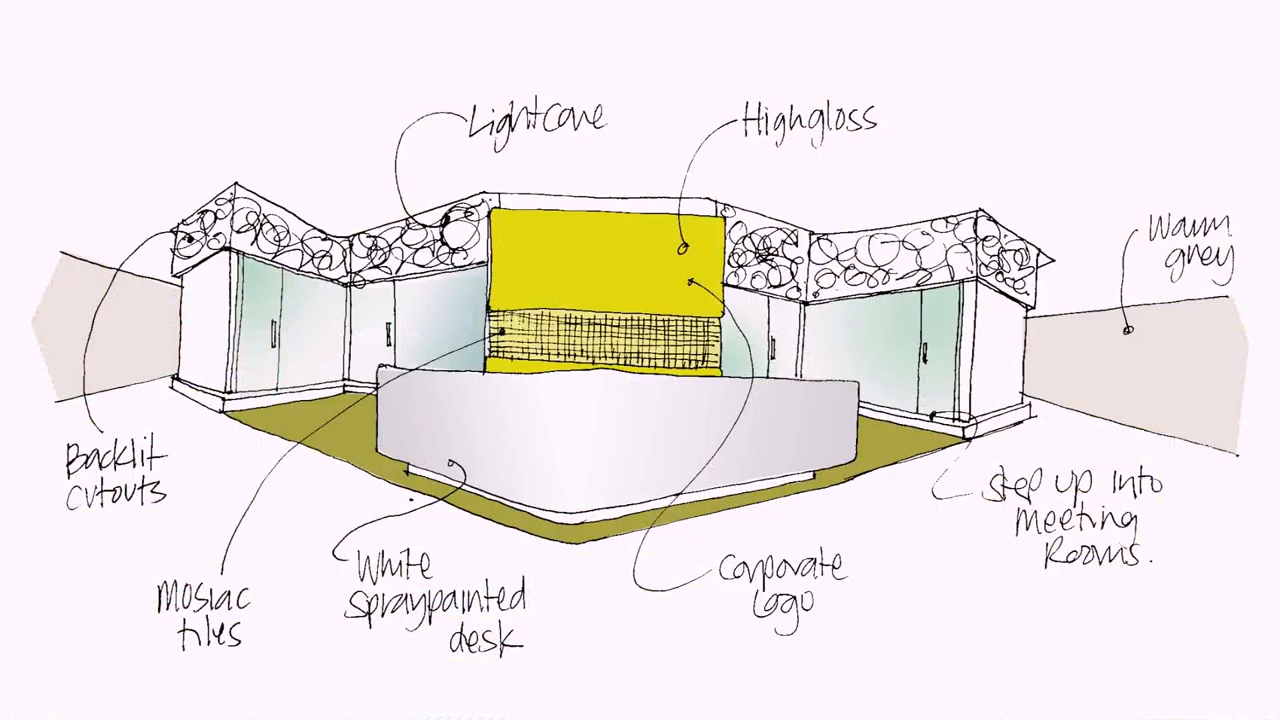 Lightcove
Highgloss
Warm
grey
Backlit
cutouts
Step up into
Meeting
Rooms.
White
spraypainted
desk
Corporate
Logo
Mosiac
tiles